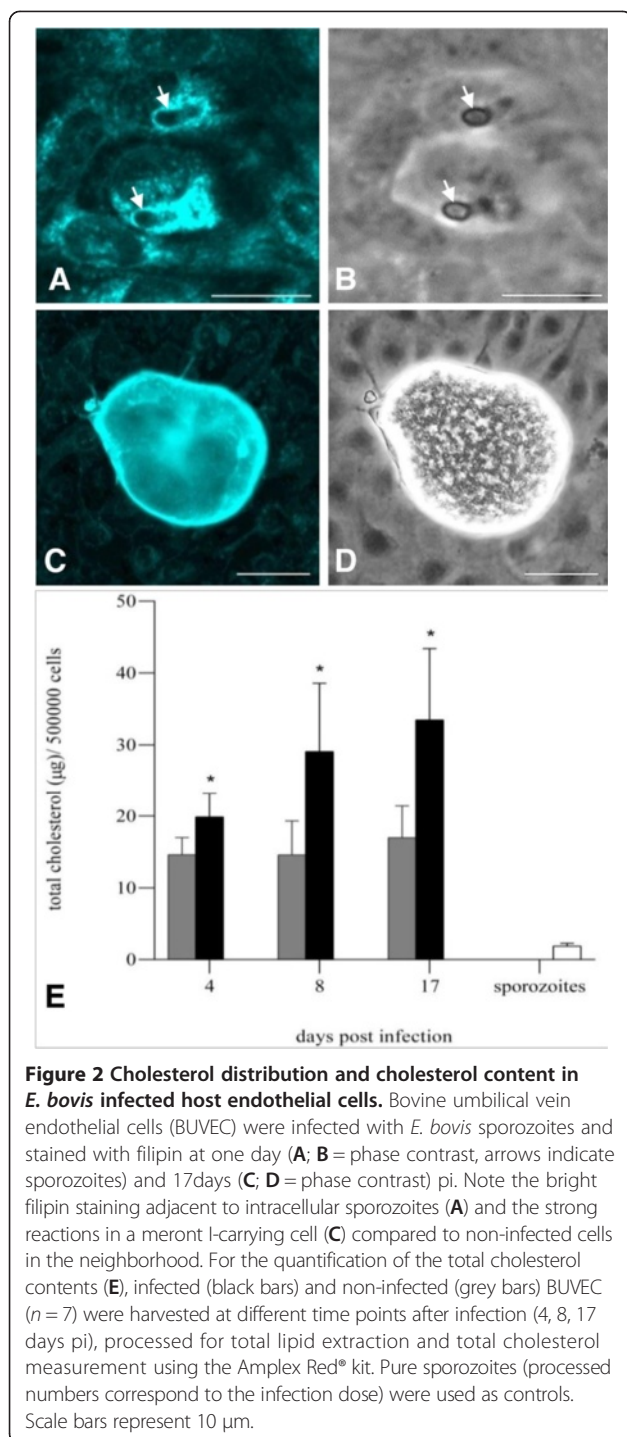 A
B
C
D
50
40
30
20
10
0
total cholesterol (µg)/ 500000 cells
*
*
*
4 8 17 sporozoites
E
days post infection
Figure 2 Cholesterol distribution and cholesterol content in
E. bovis infected host endothelial cells. Bovine umbilical vein
endothelial cells (BUVEC) were infected with E. bovis sporozoites and
stained with filipin at one day (A; B = phase contrast, arrows indicate
sporozoites) and 17days (C; D = phase contrast) pi. Note the bright
filipin staining adjacent to intracellular sporozoites (A) and the strong
reactions in a meront I-carrying cell (C) compared to non-infected cells
in the neighborhood. For the quantification of the total cholesterol
contents (E), infected (black bars) and non-infected (grey bars) BUVEC
(n = 7) were harvested at different time points after infection (4, 8, 17
days pi), processed for total lipid extraction and total cholesterol
measurement using the Amplex Red® kit. Pure sporozoites (processed
numbers correspond to the infection dose) were used as controls.
Scale bars represent 10 μm.